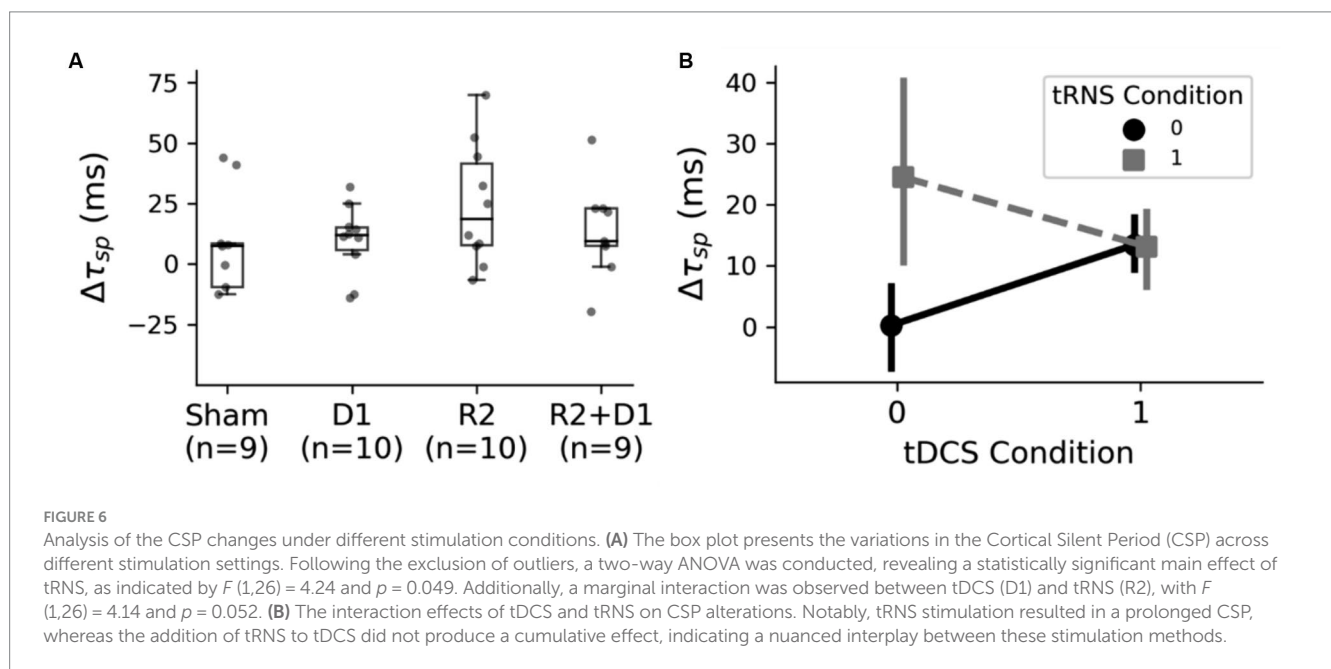 A
75
50
25
0
−25
Δτsp (ms)
Sham D1 R2 R2+D1
(n=9) (n=10) (n=10) (n=9)
B
40
30
20
10
0
Δτsp (ms)
tRNS Condition
0
1
0 1
tDCS Condition
FIGURE 6
Analysis of the CSP changes under different stimulation conditions. (A) The box plot presents the variations in the Cortical Silent Period (CSP) across
different stimulation settings. Following the exclusion of outliers, a two-way ANOVA was conducted, revealing a statistically significant main effect of
tRNS, as indicated by F (1,26) = 4.24 and p = 0.049. Additionally, a marginal interaction was observed between tDCS (D1) and tRNS (R2), with F
(1,26) = 4.14 and p = 0.052. (B) The interaction effects of tDCS and tRNS on CSP alterations. Notably, tRNS stimulation resulted in a prolonged CSP,
whereas the addition of tRNS to tDCS did not produce a cumulative effect, indicating a nuanced interplay between these stimulation methods.